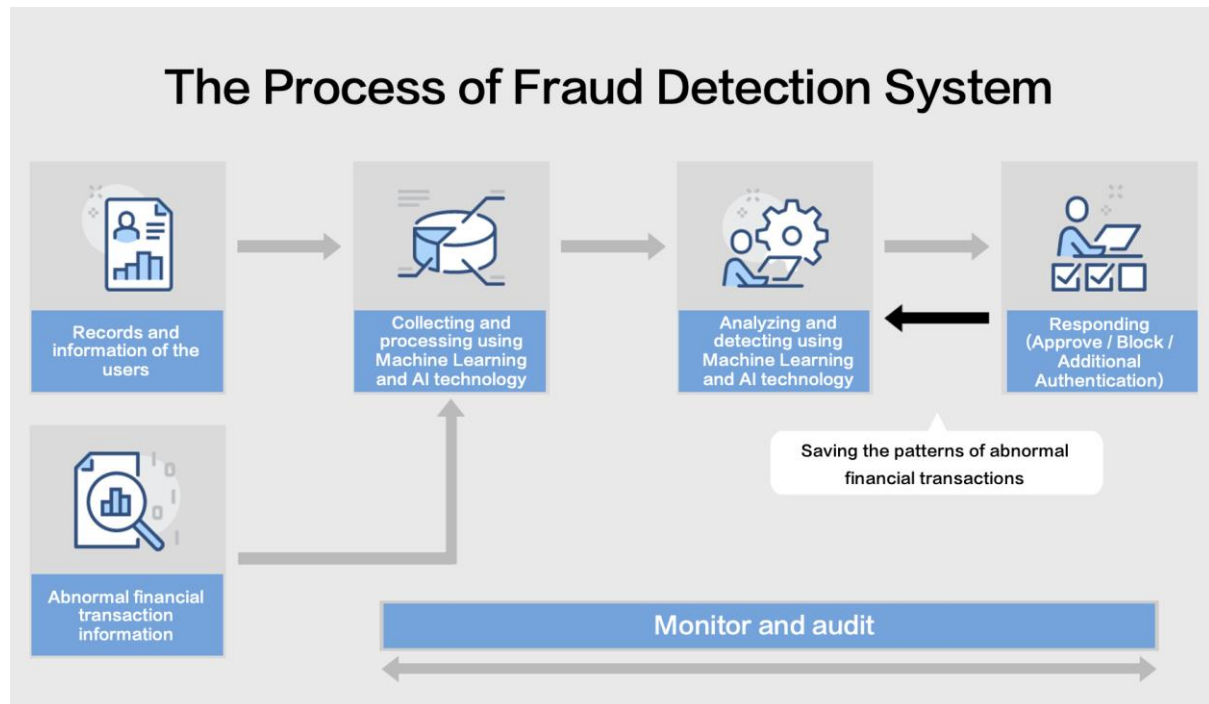 The Process of Fraud Detection System
Records and
information of the
users
Collecting and
processing using
Machine Learning
and AI technology
Analyzing and
detecting using
Machine Learning
and AI technology
Responding
(Approve / Block /
Additional
Authentication)
Saving the patterns of abnormal
financial transactions
Abnormal financial
transaction
information
Monitor and audit